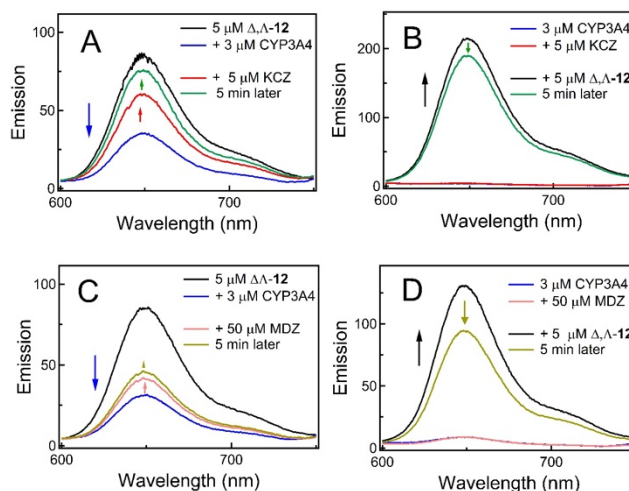 A
5 μM Δ,Λ-12
+ 3 μM CYP3A4
+ 5 μM KCZ
5 min later
100
50
0
Emission
600
700
Wavelength (nm)
B
3 μM CYP3A4
+ 5 μM KCZ
+ 5 μM Δ,Λ-12
5 min later
200
100
0
Emission
600
700
Wavelength (nm)
C
5 μM ΔΛ-12
+ 3 μM CYP3A4
+ 50 μM MDZ
5 min later
100
50
0
Emission
600
700
Wavelength (nm)
D
3 μM CYP3A4
+ 50 μM MDZ
+ 5 μM Δ,Λ-12
5 min later
100
50
0
Emission
600
700
Wavelength (nm)